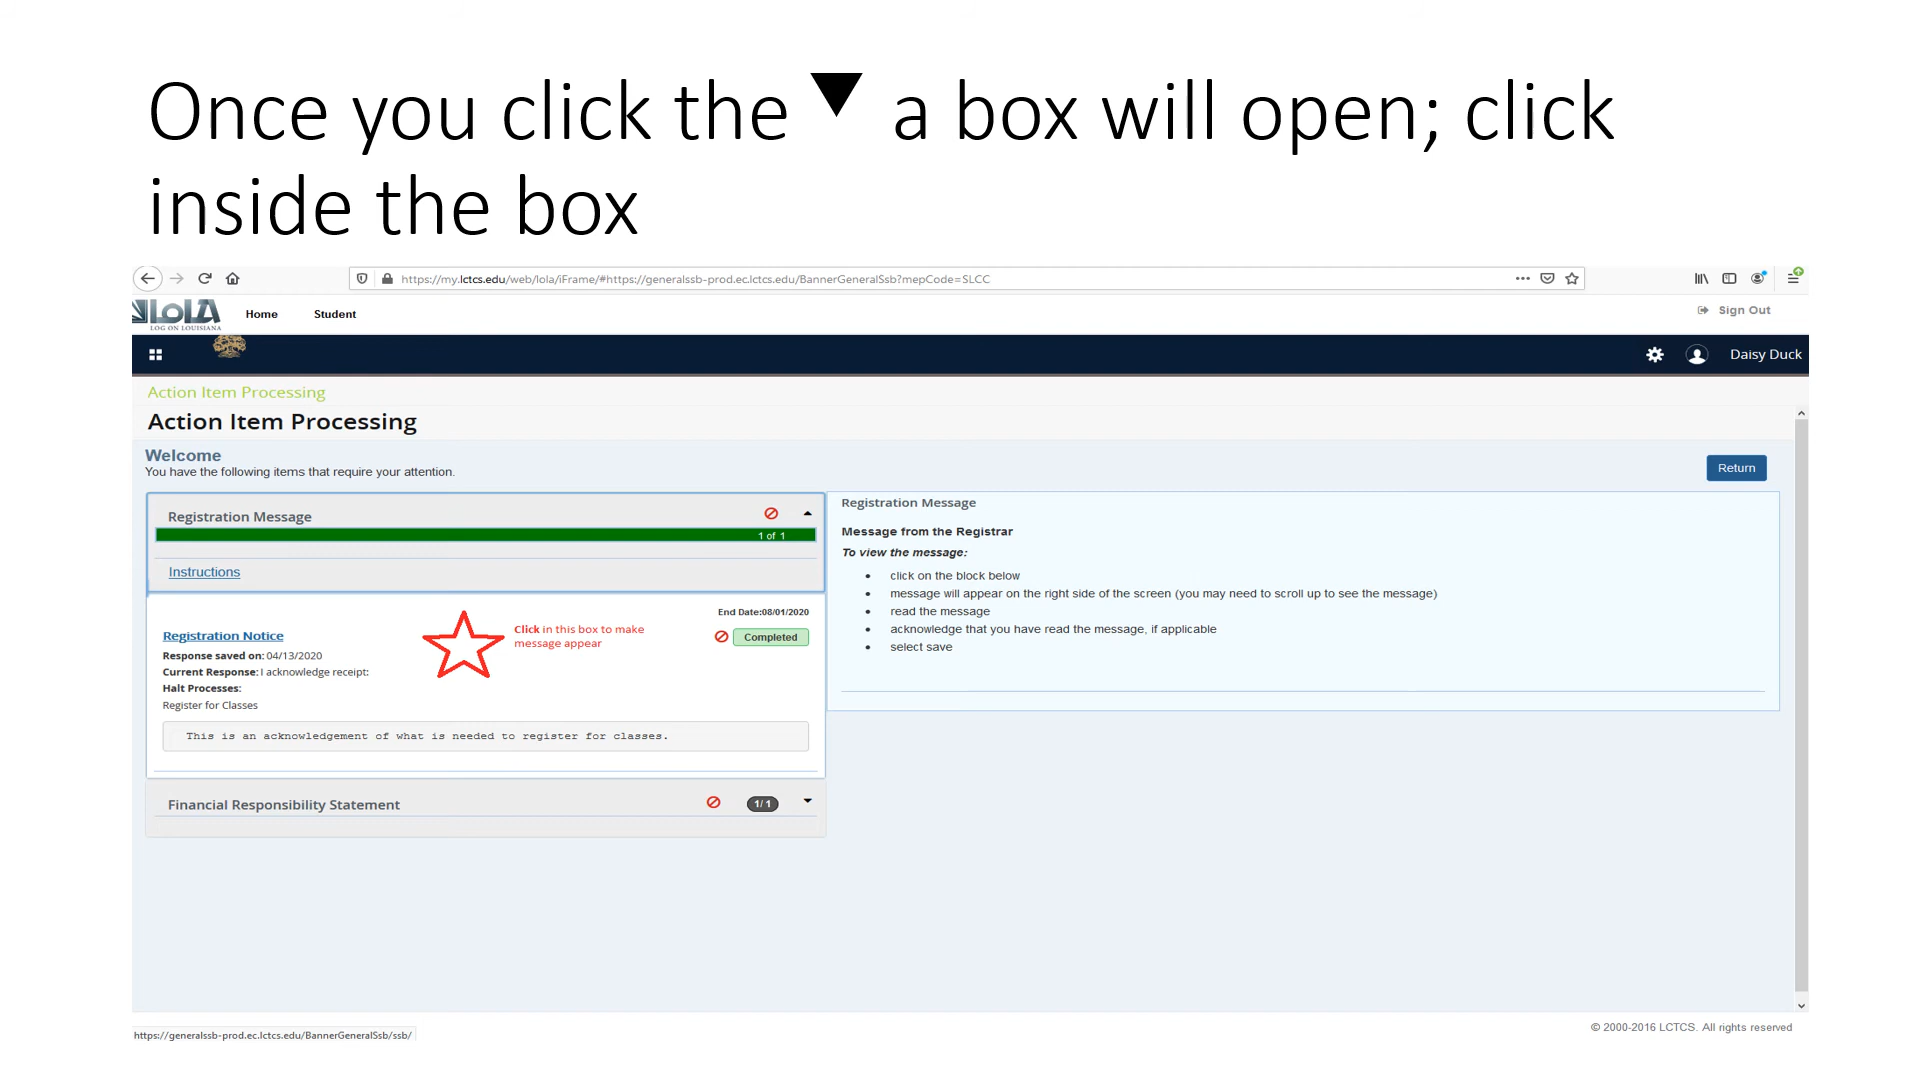 Once you click the ▼ a box will open; click
inside the box
https://my.lctcs.edu/web/lola/iFrame/#https://generalssb-prod.ec.lctcs.edu/BannerGeneralSsb?mepCode=SLCC
LOLA
LOG ON LOUISIANA
Home
Student
Sign Out
Daisy Duck
Action Item Processing
Action Item Processing
Welcome
You have the following items that require your attention.
Return
Registration Message
1 of 1
Instructions
End Date:08/01/2020
Registration Notice
Click in this box to make
message appear
Completed
Response saved on: 04/13/2020
Current Response: I acknowledge receipt:
Halt Processes:
Register for Classes
This is an acknowledgement of what is needed to register for classes.
Financial Responsibility Statement
1/1
Registration Message
Message from the Registrar
To view the message:
• click on the block below
• message will appear on the right side of the screen (you may need to scroll up to see the message)
• read the message
• acknowledge that you have read the message, if applicable
• select save
https://generalssb-prod.ec.lctcs.edu/BannerGeneralSsb/ssb/
© 2000-2016 LCTCS. All rights reserved